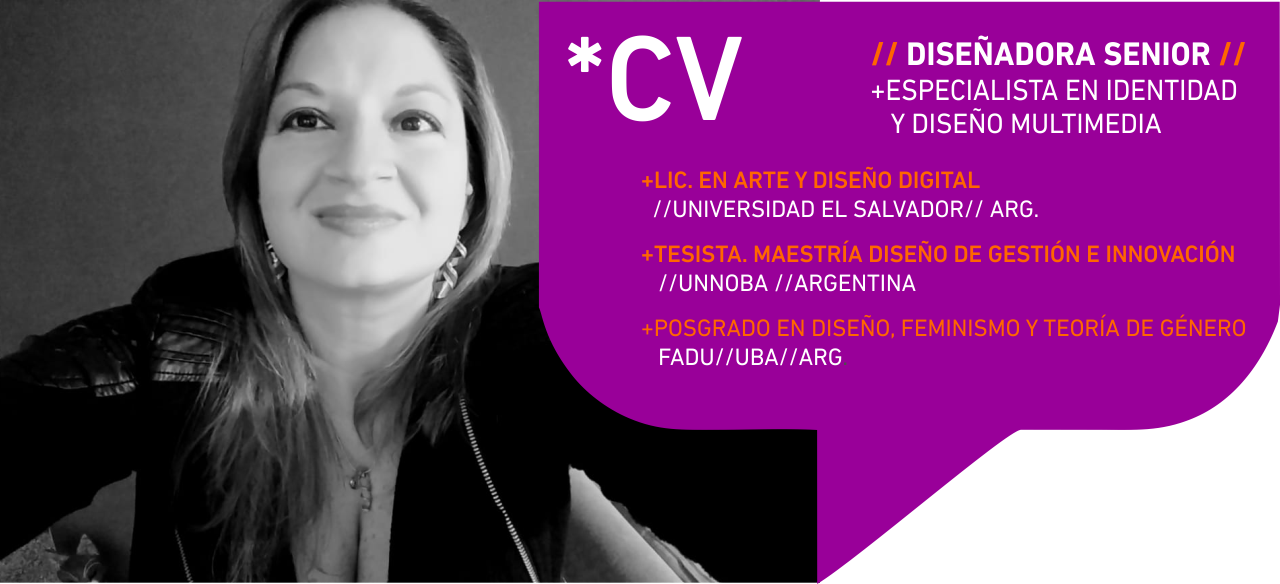 *CV
// DISEÑADORA SENIOR //
+ESPECIALISTA EN IDENTIDAD
Y DISEÑO MULTIMEDIA
+LIC. EN ARTE Y DISEÑO DIGITAL
//UNIVERSIDAD EL SALVADOR// ARG.
+TESISTA. MAESTRÍA DISEÑO DE GESTIÓN E INNOVACIÓN
//UNNOBA //ARGENTINA
+POSGRADO EN DISEÑO, FEMINISMO Y TEORÍA DE GÉNERO
FADU//UBA//ARG